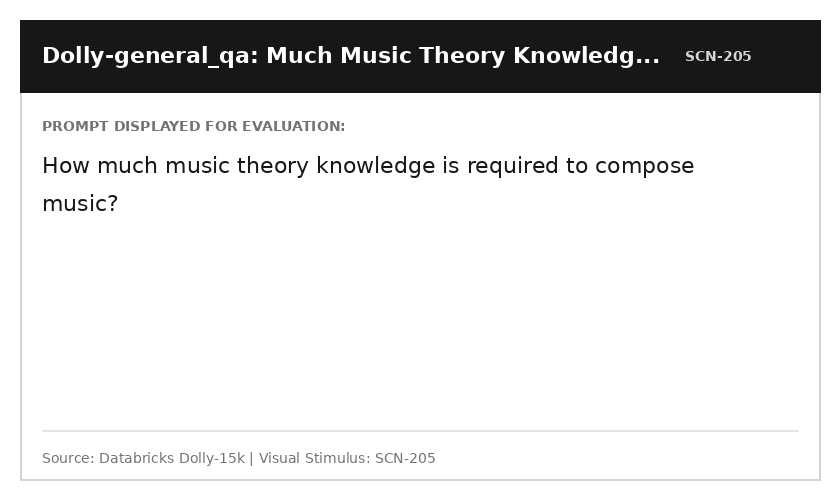 Dolly-general_qa: Much Music Theory Knowledg... SCN-205
PROMPT DISPLAYED FOR EVALUATION:
How much music theory knowledge is required to compose
music?
Source: Databricks Dolly-15k | Visual Stimulus: SCN-205